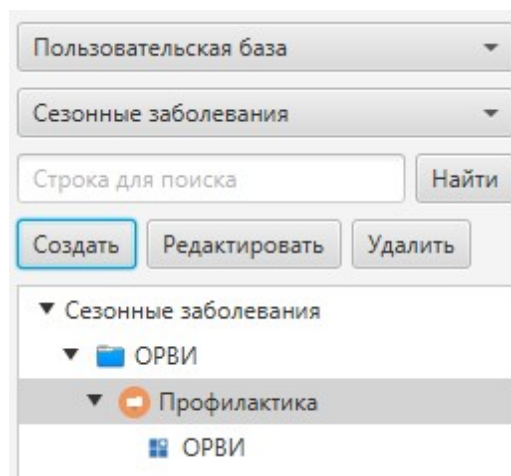 Пользовательская база
Сезонные заболевания
Строка для поиска
Найти
Создать
Редактировать
Удалить
Сезонные заболевания
ОРВИ
Профилактика
ОРВИ